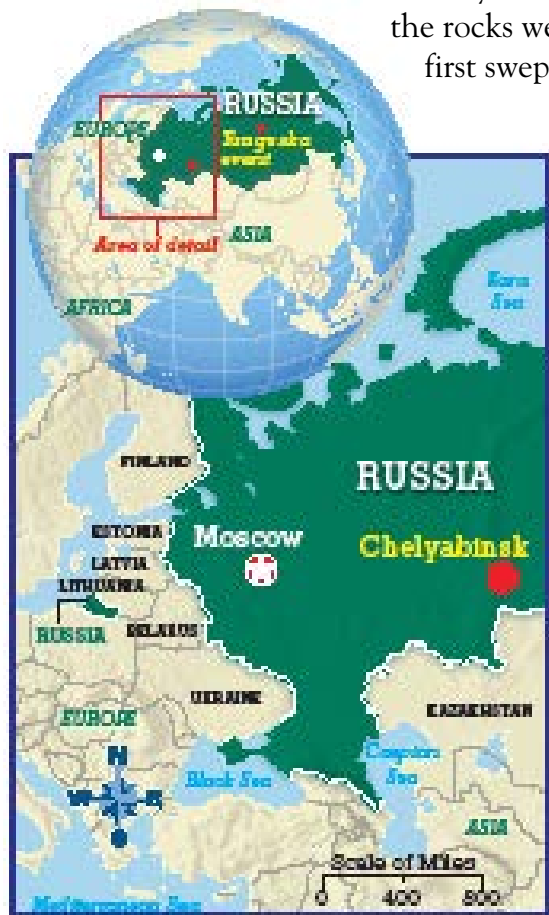 the rocks we
first swep
RUSSIA
EUROPE
Tunguska
event
Area of detail
ASIA
AFRICA
Kara
Sea
FINLAND
RUSSIA
ESTONIA
Moscow
Chelyabinsk
LATVIA
LITHUANIA
RUSSIA
BELARUS
UKRAINE
KAZAKHSTAN
EUROPE
N
Black Sea
Caspian
Sea
W
E
S
ASIA
Scale of Miles
0 400 800
Mediterranean Sea